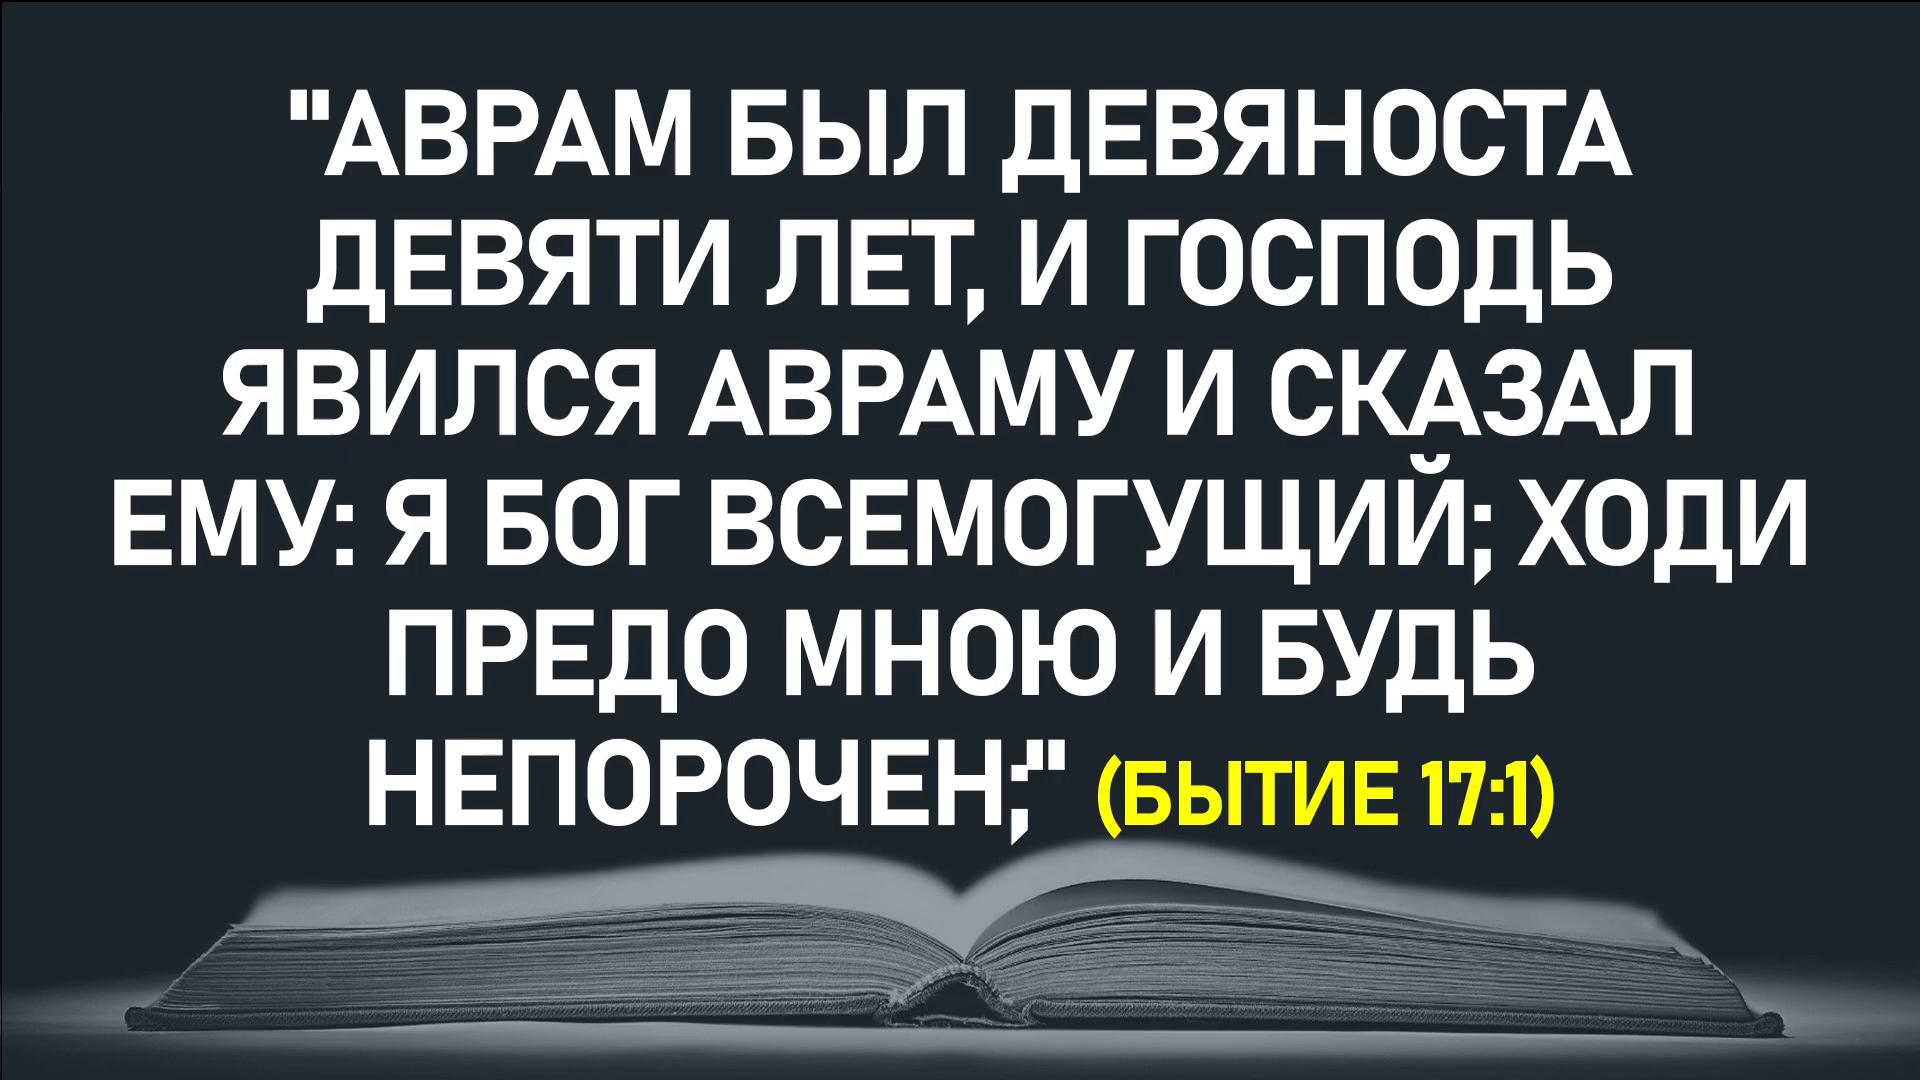 "АВРАМ БЫЛ ДЕВЯНОСТА
ДЕВЯТИ ЛЕТ, И ГОСПОДЬ
ЯВИЛСЯ АВРАМУ И СКАЗАЛ
ЕМУ: Я БОГ ВСЕМОГУЩИЙ; ХОДИ
ПРЕДО МНОЮ И БУДЬ
НЕПОРОЧЕН;" (БЫТИЕ 17:1)